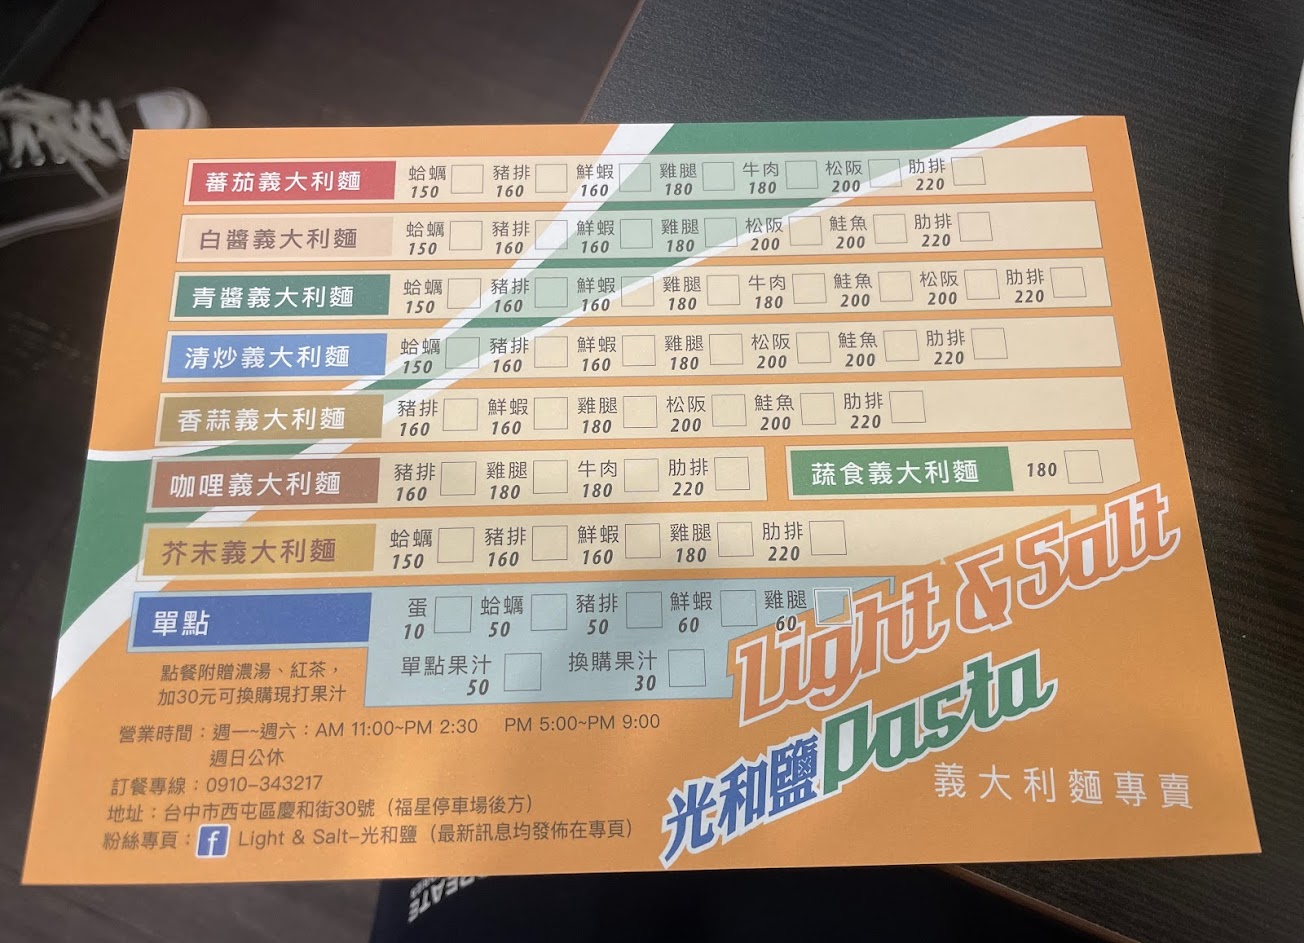 蕃茄義大利麵 蛤蠣 150 豬排 160 鮮蝦 160 雞腿 180 牛肉 180 松阪 200 肋排 220
白醬義大利麵 蛤蠣 150 豬排 160 鮮蝦 160 雞腿 180 松阪 200 鮭魚 200 肋排 220
青醬義大利麵 蛤蠣 150 豬排 160 鮮蝦 160 雞腿 180 牛肉 180 鮭魚 200 松阪 200 肋排 220
清炒義大利麵 蛤蠣 150 豬排 160 鮮蝦 160 雞腿 180 松阪 200 鮭魚 200 肋排 220
香蒜義大利麵 豬排 160 鮮蝦 160 雞腿 180 松阪 200 鮭魚 200 肋排 220
咖哩義大利麵 豬排 160 雞腿 180 牛肉 180 肋排 220
蔬食義大利麵 180
芥末義大利麵 蛤蠣 150 豬排 160 鮮蝦 160 雞腿 180 肋排 220
單點 蛋 10 蛤蠣 50 豬排 50 鮮蝦 60 雞腿 60
單點果汁 50 換購果汁 30
點餐附贈濃湯、紅茶，
加30元可換購現打果汁
營業時間：週一~週六：AM 11:00~PM 2:30 PM 5:00~PM 9:00
週日公休
訂餐專線：0910-343217
地址：台中市西屯區慶和街30號（福星停車場後方）
粉絲專頁：f Light & Salt-光和鹽（最新訊息均發佈在專頁）
Light & Salt
光和鹽Pasta
義大利麵專賣